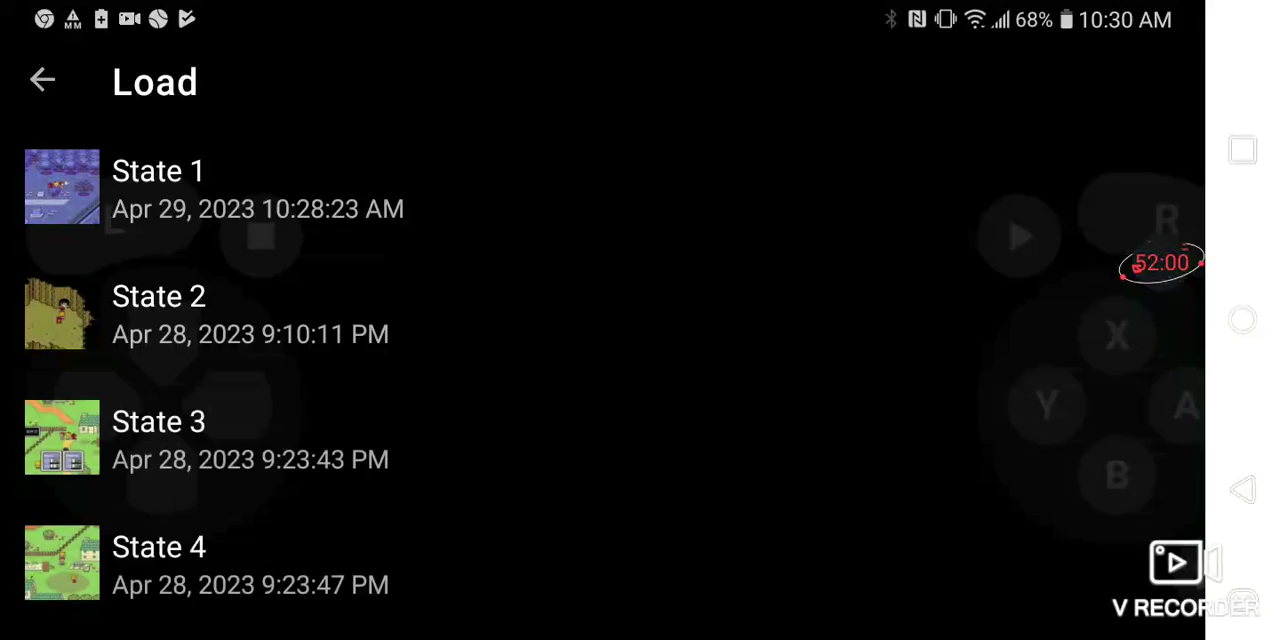 MM
68% 10:30 AM
Load
State 1
Apr 29, 2023 10:28:23 AM
L
R
52:00
State 2
Apr 28, 2023 9:10:11 PM
X
Y
A
State 3
Apr 28, 2023 9:23:43 PM
B
State 4
Apr 28, 2023 9:23:47 PM
V RECORDER